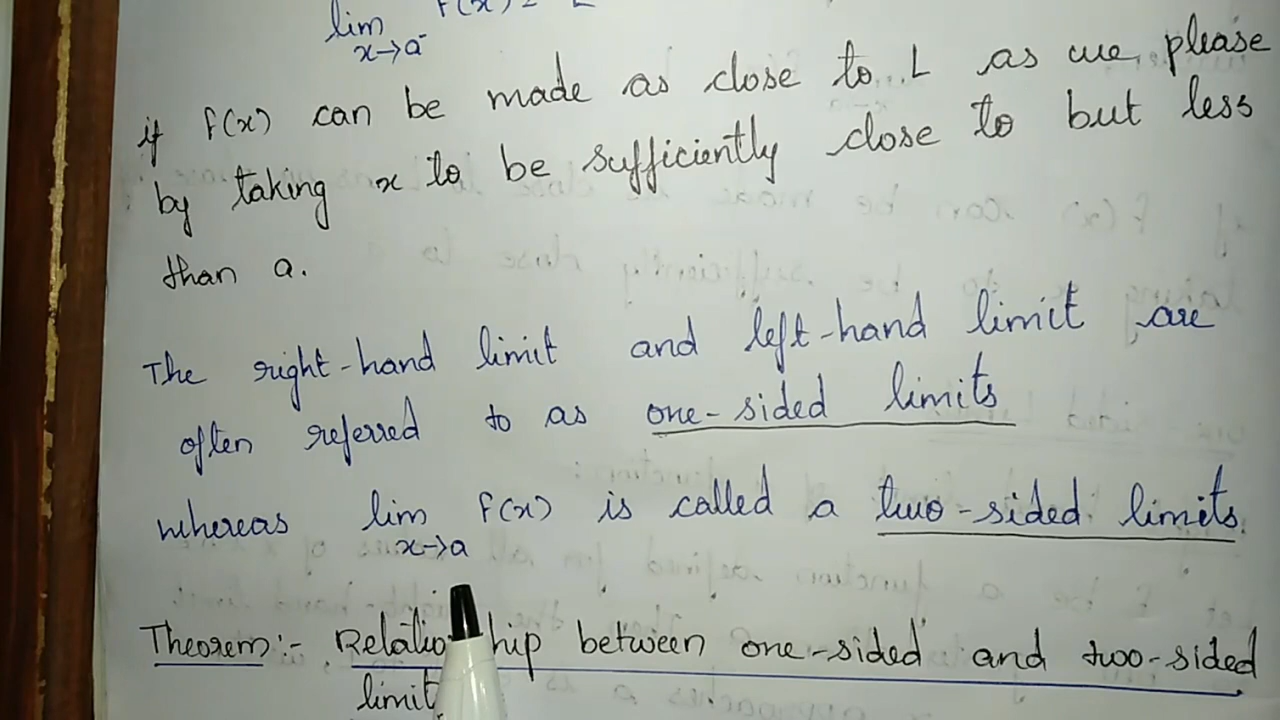 lim f(x) = L
x→a⁻
if f(x) can be made as close to L as we please
by taking x to be sufficiently close to but less
than a.
The right-hand limit and left-hand limit are
often referred to as one-sided limits
whereas lim f(x) is called a two-sided limits.
x→a
Theorem:- Relationship between one-sided and two-sided
limit